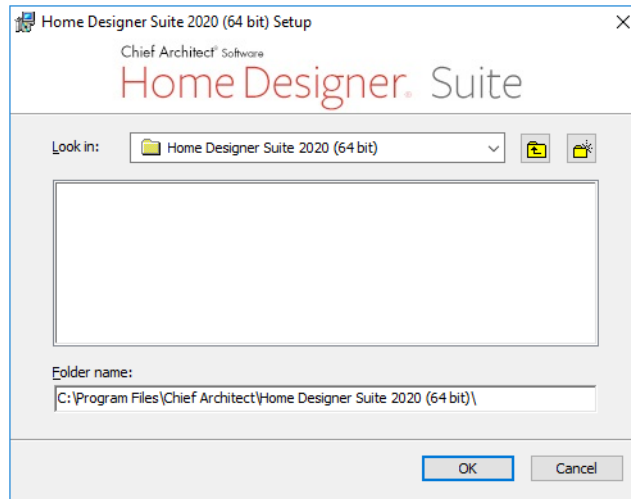 Home Designer Suite 2020 (64 bit) Setup
Chief Architect® Software
Home Designer® Suite
Look in:
Home Designer Suite 2020 (64 bit)
Folder name:
C:\Program Files\Chief Architect\Home Designer Suite 2020 (64 bit)\
OK
Cancel